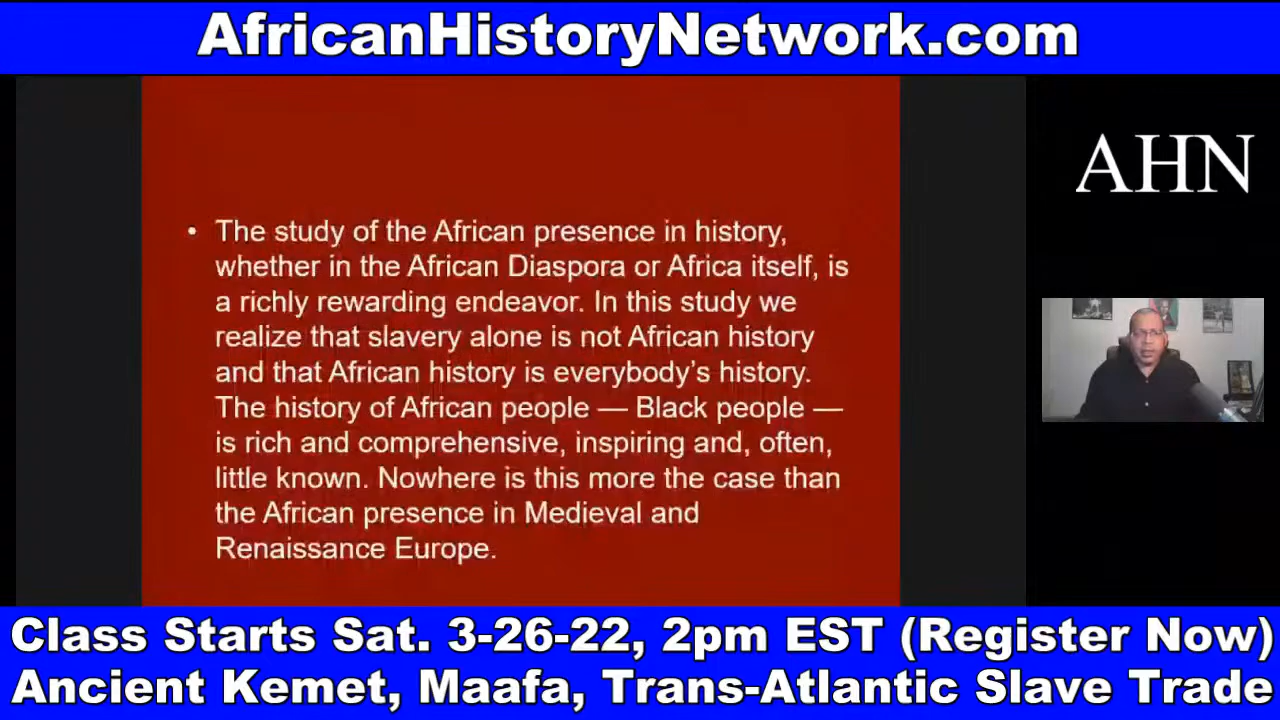 AfricanHistoryNetwork.com
AHN
• The study of the African presence in history,
whether in the African Diaspora or Africa itself, is
a richly rewarding endeavor. In this study we
realize that slavery alone is not African history
and that African history is everybody’s history.
The history of African people — Black people —
is rich and comprehensive, inspiring and, often,
little known. Nowhere is this more the case than
the African presence in Medieval and
Renaissance Europe.
Class Starts Sat. 3-26-22, 2pm EST (Register Now)
Ancient Kemet, Maafa, Trans-Atlantic Slave Trade